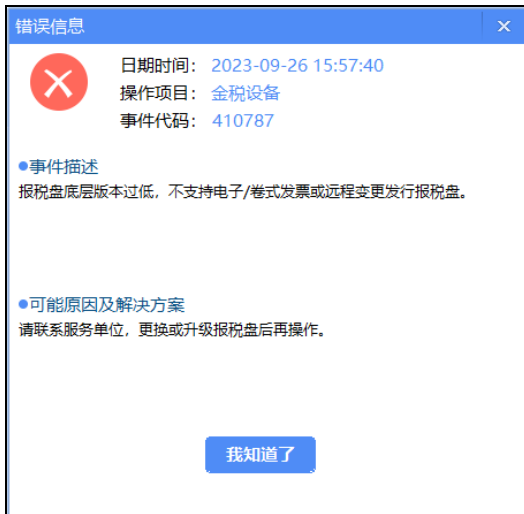 错误信息
日期时间： 2023-09-26 15:57:40
操作项目： 金税设备
事件代码： 410787
事件描述
报税盘底层版本过低，不支持电子/卷式发票或远程变更发行报税盘。
可能原因及解决方案
请联系服务单位，更换或升级报税盘后再操作。
我知道了